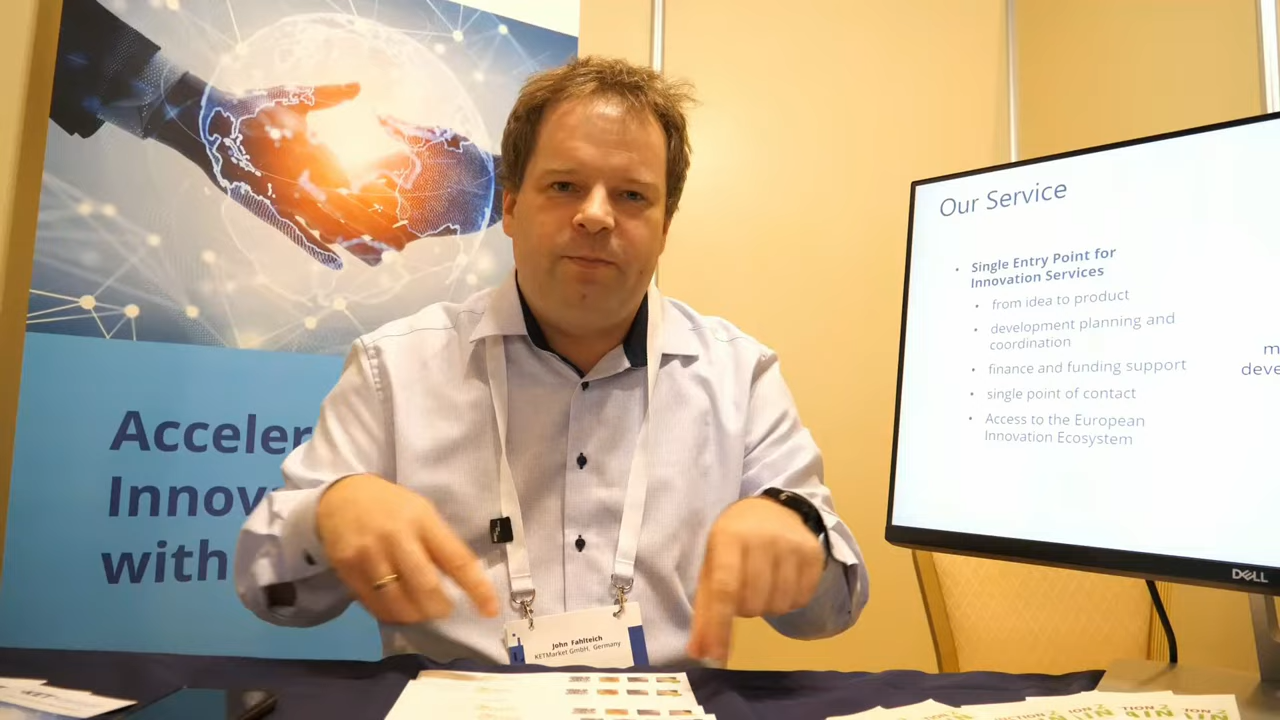 Acceler
Innov
with
Our Service
• Single Entry Point for
Innovation Services
• from idea to product
• development planning and
coordination
• finance and funding support
• single point of contact
• Access to the European
Innovation Ecosystem
m
deve
DELL
John Fahlteich
KETMarket GmbH, Germany